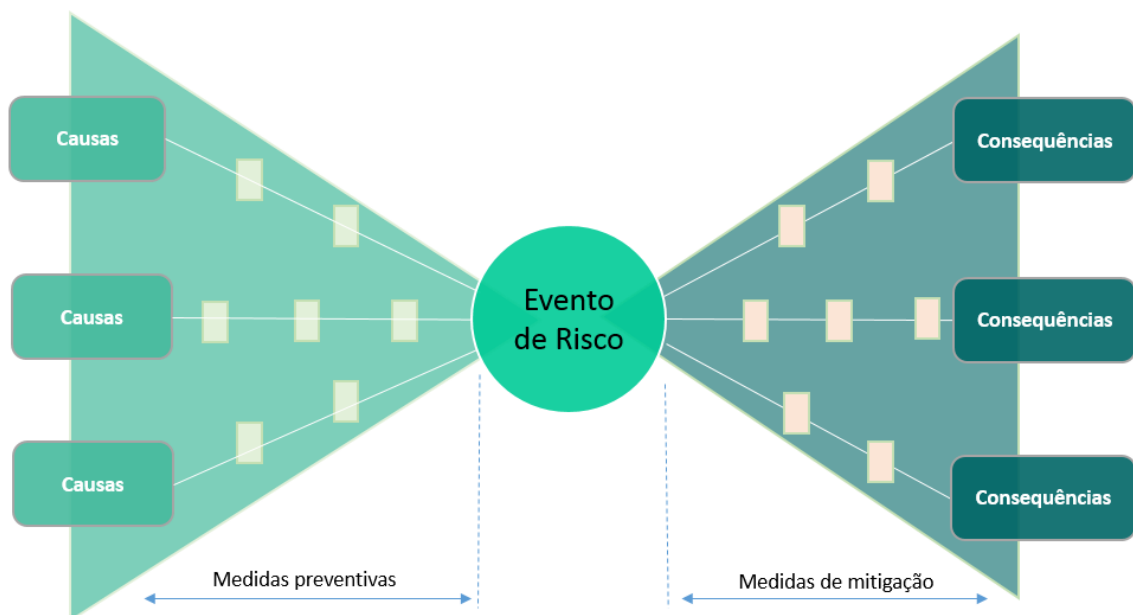 Causas
Consequências
Evento
de Risco
Causas
Consequências
Causas
Consequências
Medidas preventivas
Medidas de mitigação